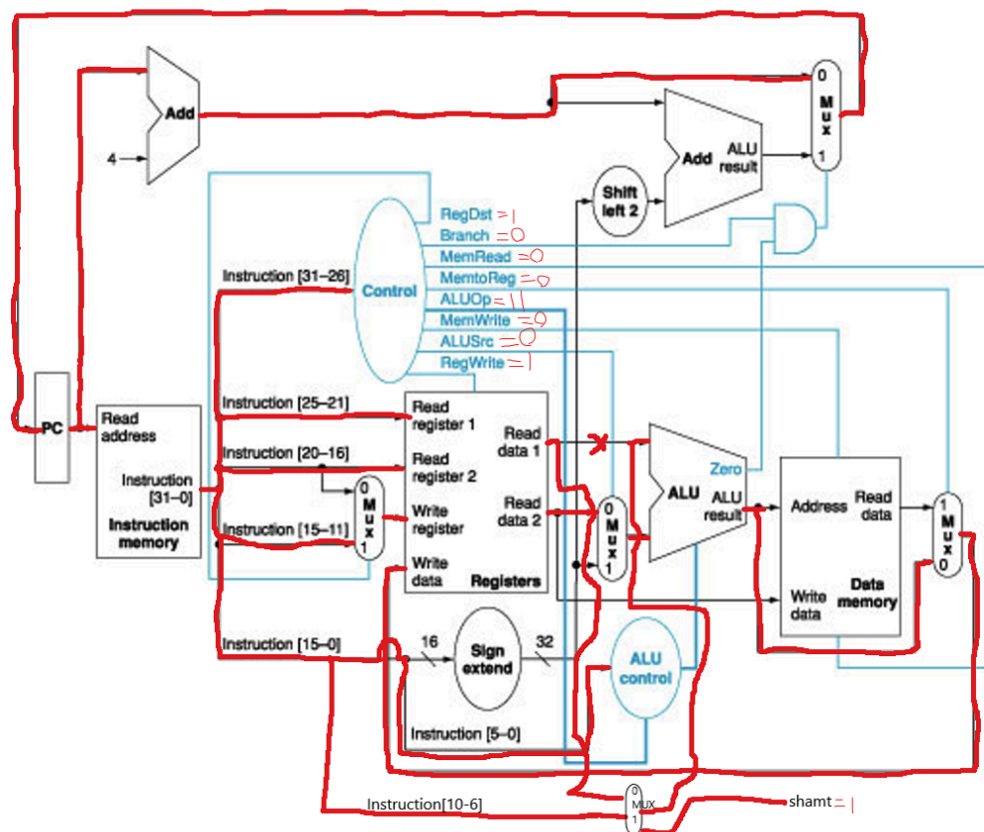 0
M
u
x
1
Add
4
Add
ALU
result
Shift
left 2
RegDst =1
Branch =0
MemRead =0
MemtoReg =0
ALUOp =11
MemWrite =0
ALUSrc =0
RegWrite =1
Control
Instruction [31–26]
Instruction [25–21]
Instruction [20–16]
Instruction [15–11]
Instruction [15–0]
PC
Read
address
Instruction
[31–0]
Instruction
memory
0
M
u
x
1
Read
register 1
Read
register 2
Write
register
Write
data
Read
data 1
Read
data 2
Registers
x
0
M
u
x
1
Zero
ALU
ALU
result
Address
Read
data
Write
data
Data
memory
1
M
u
x
0
16
Sign
extend
32
ALU
control
Instruction [5–0]
Instruction[10-6]
0
MUX
1
shamt =1